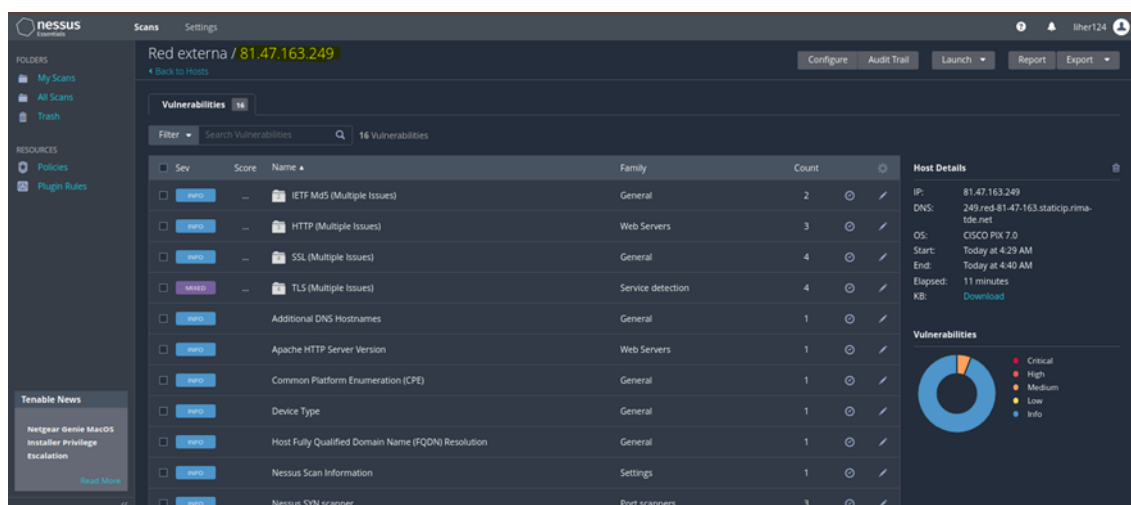 nessus
Essentials
Scans
Settings
liher124
FOLDERS
My Scans
All Scans
Trash
RESOURCES
Policies
Plugin Rules
Tenable News
Netgear Genie MacOS
Installer Privilege
Escalation
Read More
Red externa / 81.47.163.249
Back to Hosts
Configure
Audit Trail
Launch
Report
Export
Vulnerabilities 16
Filter
Search Vulnerabilities
16 Vulnerabilities
Sev Score Name Family Count
INFO ... IETF Md5 (Multiple Issues) General 2
INFO ... HTTP (Multiple Issues) Web Servers 3
INFO ... SSL (Multiple Issues) General 4
MIXED ... TLS (Multiple Issues) Service detection 4
INFO Additional DNS Hostnames General 1
INFO Apache HTTP Server Version Web Servers 1
INFO Common Platform Enumeration (CPE) General 1
INFO Device Type General 1
INFO Host Fully Qualified Domain Name (FQDN) Resolution General 1
INFO Nessus Scan Information Settings 1
INFO Nessus SYN scanner Port scanners 3
Host Details
IP: 81.47.163.249
DNS: 249.red-81-47-163.staticip.rima-
tde.net
OS: CISCO PIX 7.0
Start: Today at 4:29 AM
End: Today at 4:40 AM
Elapsed: 11 minutes
KB: Download
Vulnerabilities
Critical
High
Medium
Low
Info